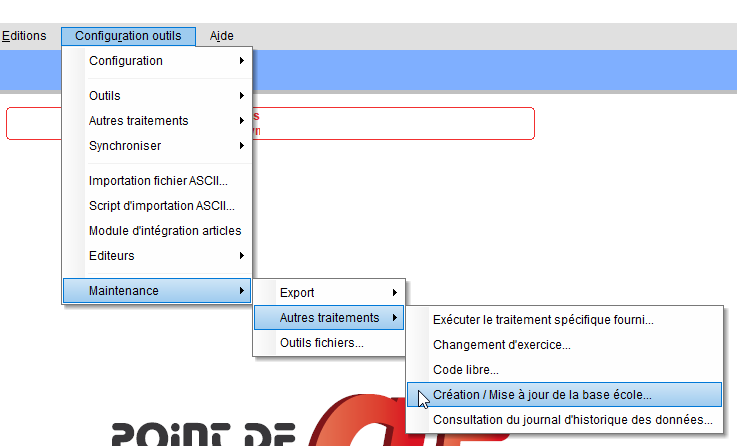 Editions Configuration outils Aide
Configuration
Outils
Autres traitements
Synchroniser
Importation fichier ASCII...
Script d'importation ASCII...
Module d'intégration articles
Editeurs
Maintenance
Export
Autres traitements
Outils fichiers...
Exécuter le traitement spécifique fourni...
Changement d'exercice...
Code libre...
Création / Mise à jour de la base école...
Consultation du journal d'historique des données...
POINT DE